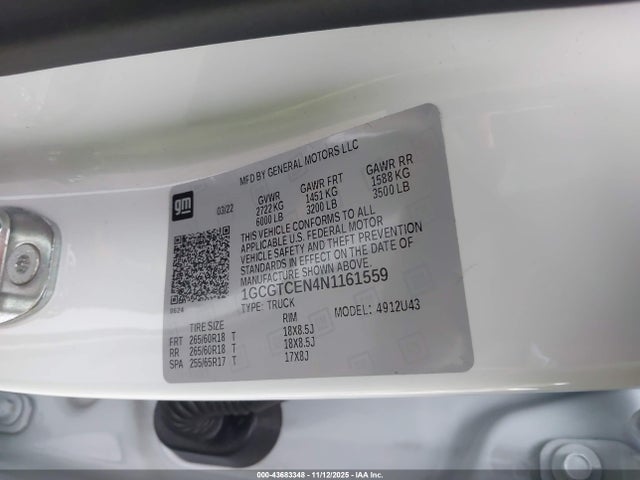 MFD BY GENERAL MOTORS LLC
gm
03/22
GVWR GAWR FRT GAWR RR
2722 KG 1451 KG 1588 KG
6000 LB 3200 LB 3500 LB
THIS VEHICLE CONFORMS TO ALL
APPLICABLE U.S. FEDERAL MOTOR
VEHICLE SAFETY AND THEFT PREVENTION
STANDARDS IN EFFECT ON THE DATE OF
MANUFACTURE SHOWN ABOVE.
1GCGTCEN4N1161559
TYPE: TRUCK MODEL: 4912U43
0624
TIRE SIZE RIM
FRT 265/60R18 T 18X8.5J
RR 265/60R18 T 18X8.5J
SPA 255/65R17 T 17X8J
000-43683348 - 11/12/2025 - IAAI.COM